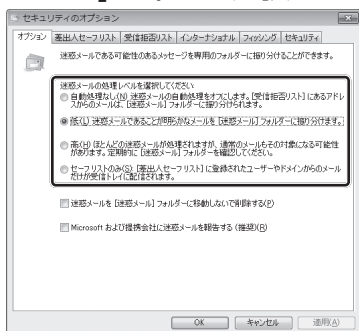 セキュリティのオプション
オプション 差出人セーフリスト 受信拒否リスト インターナショナル フィッシング セキュリティ
迷惑メールである可能性のあるメッセージを専用のフォルダーに振り分けることができます。
迷惑メールの処理レベルを選択してください:
自動処理なし(N) 迷惑メールの自動処理をオフにします。[受信拒否リスト] にあるアドレ
スからのメールは、[迷惑メール] フォルダーに振り分けられます。
低(L) 迷惑メールであることが明らかなメールを [迷惑メール] フォルダーに振り分けます。
高(H) ほとんどの迷惑メールが処理されますが、通常のメールもその対象になる可能性
があります。定期的に [迷惑メール] フォルダーを確認してください。
セーフリストのみ(S): [差出人セーフリスト] に登録されたユーザーやドメインからのメール
だけが受信トレイに配信されます。
迷惑メールを [迷惑メール] フォルダーに移動しないで削除する(P)
Microsoft および提携会社に迷惑メールを報告する (推奨)(R)
OK キャンセル 適用(A)